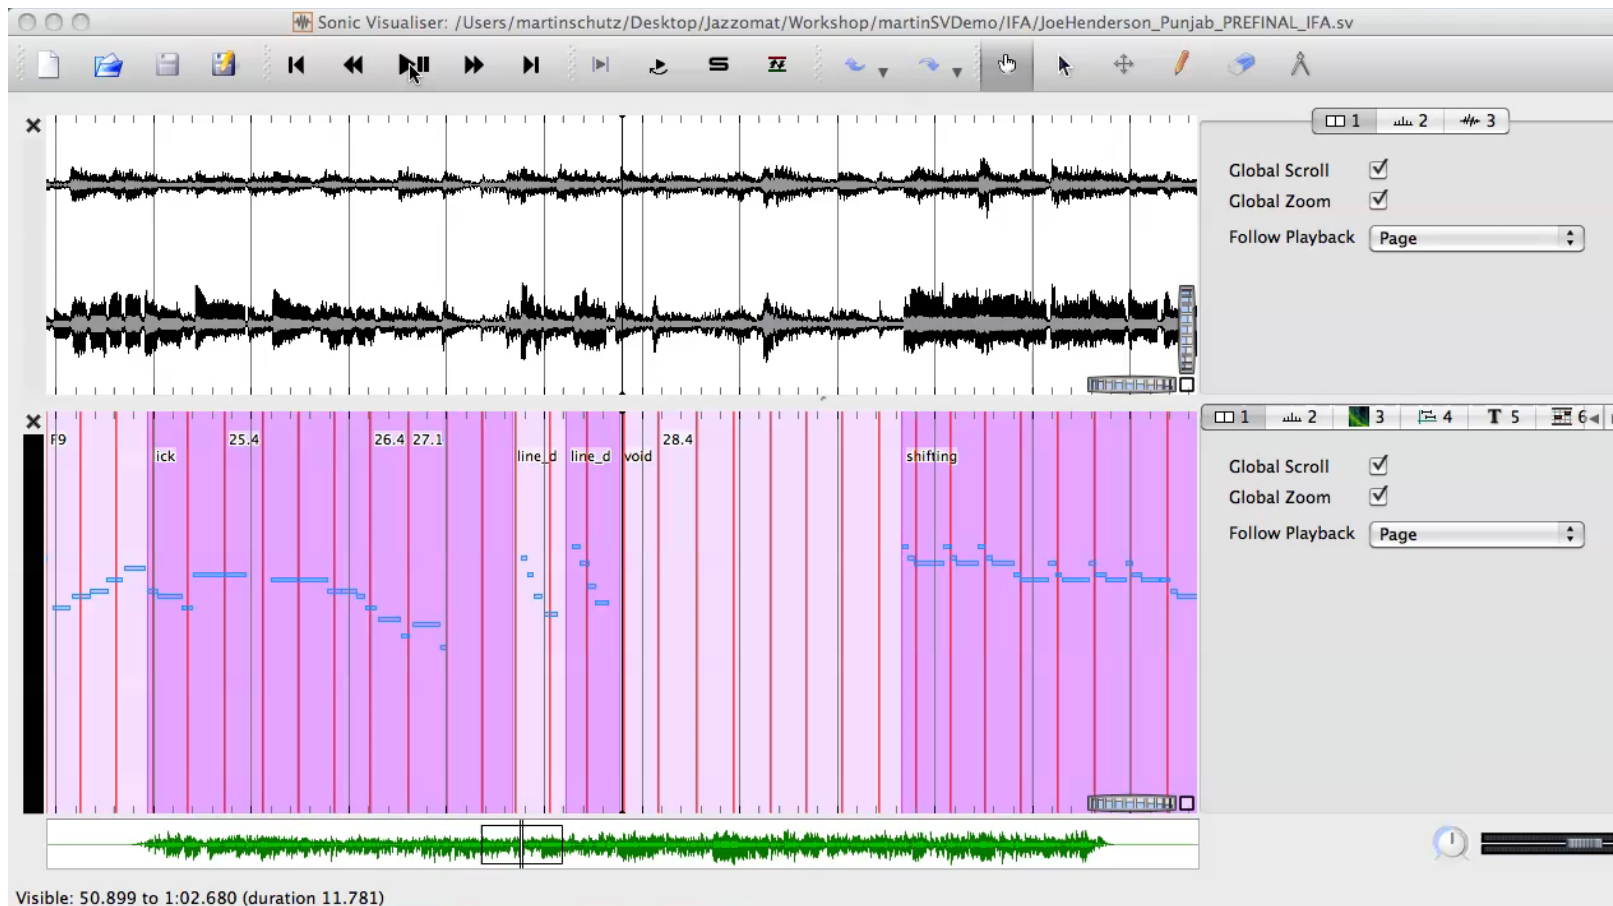 Sonic Visualiser: /Users/martinschutz/Desktop/Jazzomat/Workshop/martinSVDemo/IFA/JoeHenderson_Punjab_PREFINAL_IFA.sv
1 2 3
Global Scroll
Global Zoom
Follow Playback Page
F9 25.4 26.4 27.1 28.4
ick line_d line_d void shifting
1 2 3 4 T 5 6
Global Scroll
Global Zoom
Follow Playback Page
Visible: 50.899 to 1:02.680 (duration 11.781)